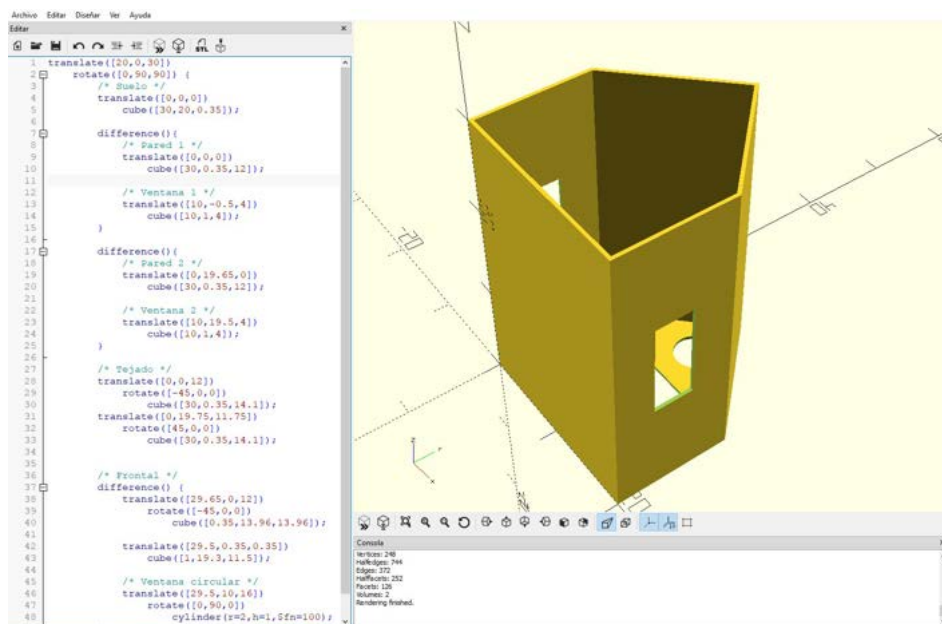 Archivo Editar Diseñar Ver Ayuda
Editar
STL
1 translate([20,0,30])
2 rotate([0,90,90]) {
3 /* Suelo */
4 translate([0,0,0])
5 cube([30,20,0.35]);
6
7 difference(){
8 /* Pared 1 */
9 translate([0,0,0])
10 cube([30,0.35,12]);
11
12 /* Ventana 1 */
13 translate([10,-0.5,4])
14 cube([10,1,4]);
15 }
16
17 difference(){
18 /* Pared 2 */
19 translate([0,19.65,0])
20 cube([30,0.35,12]);
21
22 /* Ventana 2 */
23 translate([10,19.5,4])
24 cube([10,1,4]);
25 }
26
27 /* Tejado */
28 translate([0,0,12])
29 rotate([-45,0,0])
30 cube([30,0.35,14.1]);
31 translate([0,19.75,11.75])
32 rotate([45,0,0])
33 cube([30,0.35,14.1]);
34
35
36 /* Frontal */
37 difference() {
38 translate([29.65,0,12])
39 rotate([-45,0,0])
40 cube([0.35,13.96,13.96]);
41
42 translate([29.5,0.35,0.35])
43 cube([1,19.3,11.5]);
44
45 /* Ventana circular */
46 translate([29.5,10,16])
47 rotate([0,90,0])
48 cylinder(r=2,h=1,$fn=100);
Consola
Vertices: 248
Halfedges: 744
Edges: 372
Halffacets: 252
Facets: 126
Volumes: 2
Rendering finished.